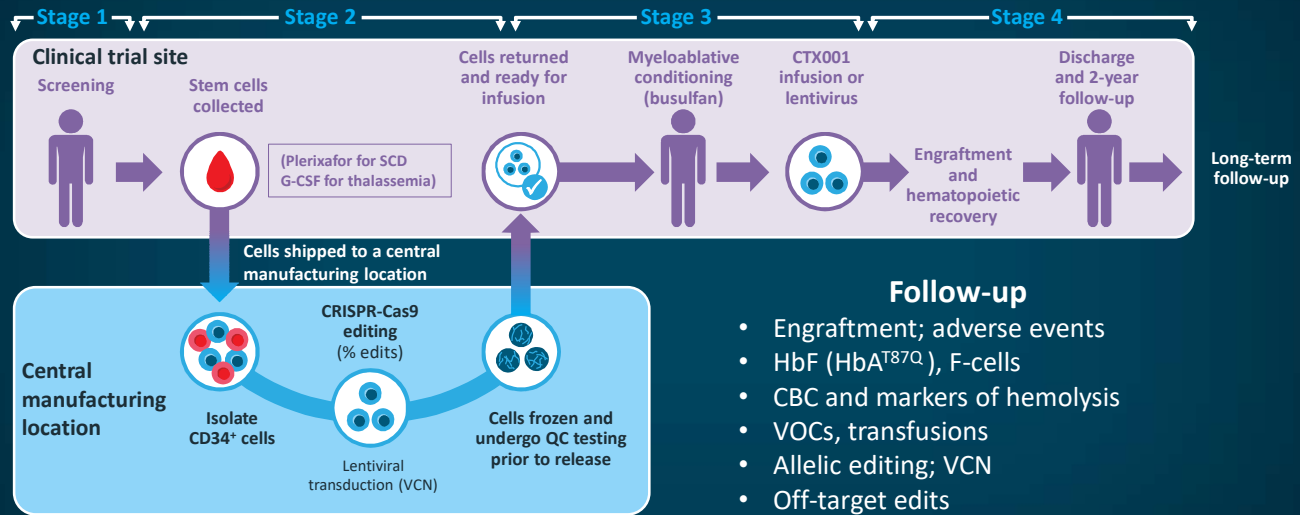 Stage 1
Stage 2
Stage 3
Stage 4
Clinical trial site
Screening
Stem cells
collected
(Plerixafor for SCD
G-CSF for thalassemia)
Cells returned
and ready for
infusion
Myeloablative
conditioning
(busulfan)
CTX001
infusion or
lentivirus
Engraftment
and
hematopoietic
recovery
Discharge
and 2-year
follow-up
Long-term
follow-up
Cells shipped to a central
manufacturing location
Central
manufacturing
location
Isolate
CD34⁺ cells
CRISPR-Cas9
editing
(% edits)
Lentiviral
transduction (VCN)
Cells frozen and
undergo QC testing
prior to release
Follow-up
• Engraftment; adverse events
• HbF (HbAᵀ⁸⁷Q), F-cells
• CBC and markers of hemolysis
• VOCs, transfusions
• Allelic editing; VCN
• Off-target edits